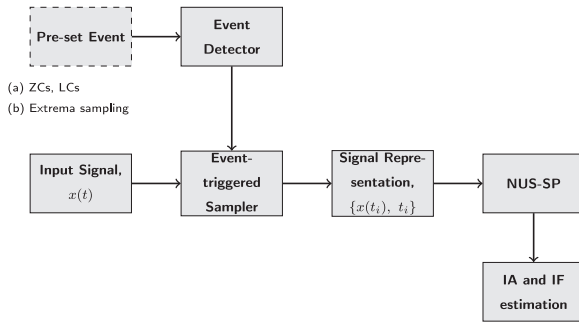 Pre-set Event
Event
Detector
(a) ZCs, LCs
(b) Extrema sampling
Input Signal,
x(t)
Event-
triggered
Sampler
Signal Repre-
sentation,
{x(t_i), t_i}
NUS-SP
IA and IF
estimation